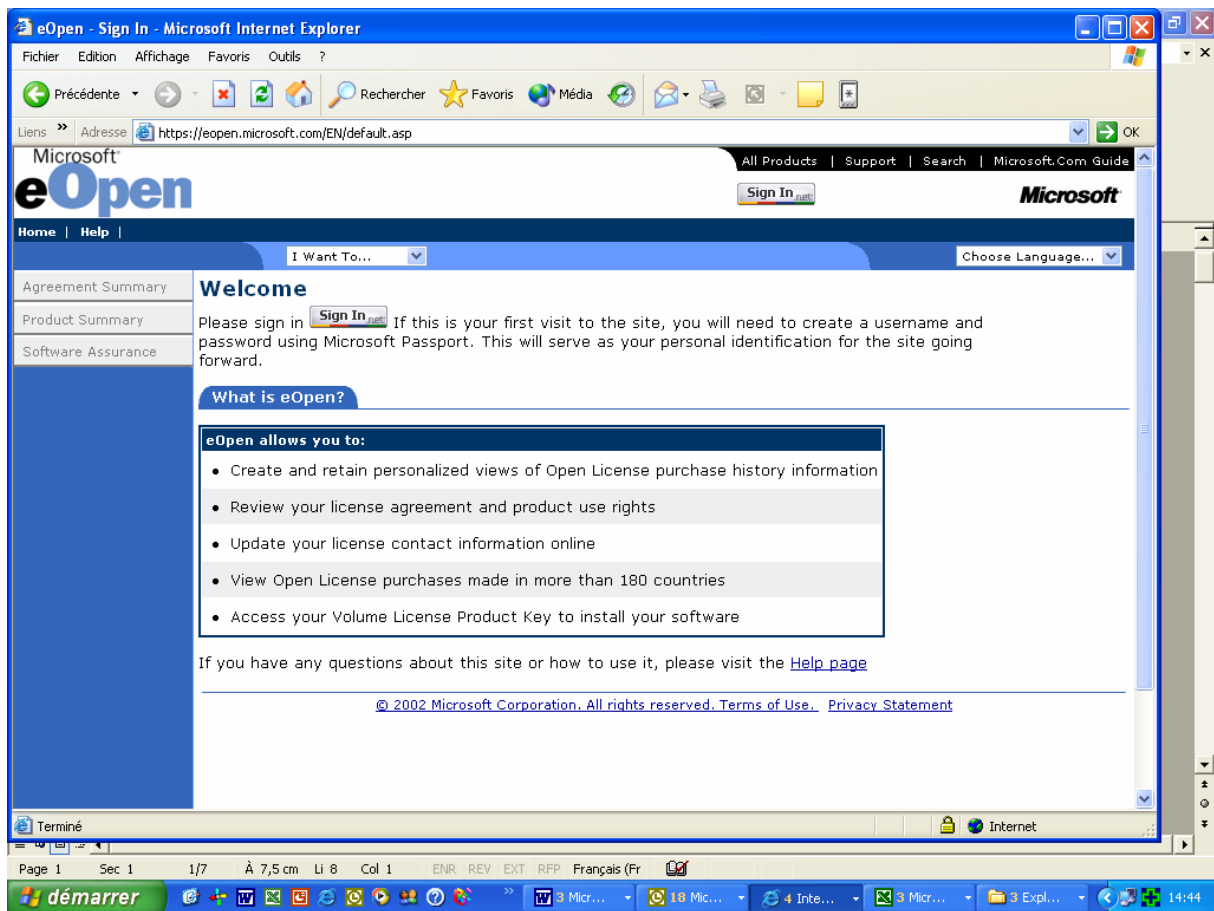 eOpen - Sign In - Microsoft Internet Explorer
Fichier Edition Affichage Favoris Outils ?
Précédente Rechercher Favoris Média
Liens » Adresse https://eopen.microsoft.com/EN/default.asp OK
Microsoft
eOpen
All Products | Support | Search | Microsoft.Com Guide
Sign In .net Microsoft
Home | Help |
I Want To... Choose Language...
Agreement Summary
Product Summary
Software Assurance
Welcome
Please sign in Sign In .net If this is your first visit to the site, you will need to create a username and
password using Microsoft Passport. This will serve as your personal identification for the site going
forward.
What is eOpen?
eOpen allows you to:
• Create and retain personalized views of Open License purchase history information
• Review your license agreement and product use rights
• Update your license contact information online
• View Open License purchases made in more than 180 countries
• Access your Volume License Product Key to install your software
If you have any questions about this site or how to use it, please visit the Help page
© 2002 Microsoft Corporation. All rights reserved. Terms of Use. Privacy Statement
Terminé Internet
Page 1 Sec 1 1/7 À 7,5 cm Li 8 Col 1 ENR REV EXT RFP Français (Fr
démarrer » 3 Micr... 18 Mic... 4 Inte... 3 Micr... 3 Expl... 14:44